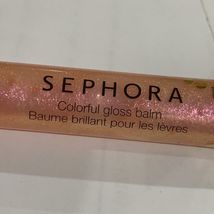 SEPHORA
Colorful gloss balm
Baume brillant pour les lèvres